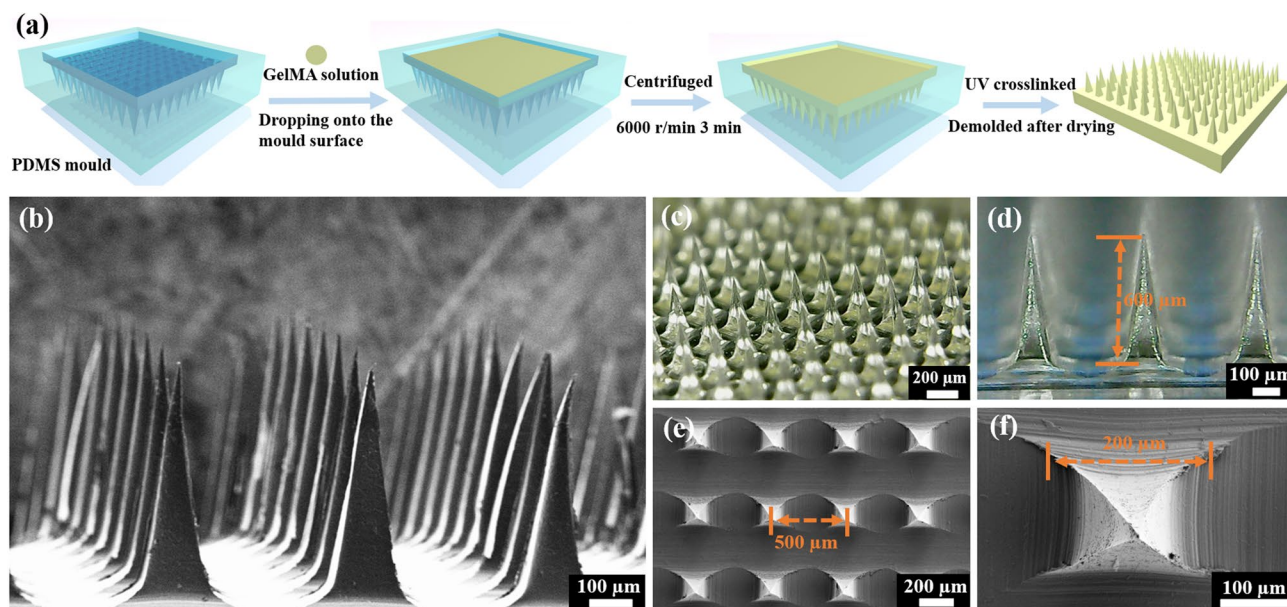 (a)
GelMA solution
Dropping onto the
mould surface
Centrifuged
6000 r/min 3 min
UV crosslinked
Demolded after drying
PDMS mould
(b)
100 µm
(c)
200 µm
(d)
600 µm
100 µm
(e)
500 µm
200 µm
(f)
200 µm
100 µm